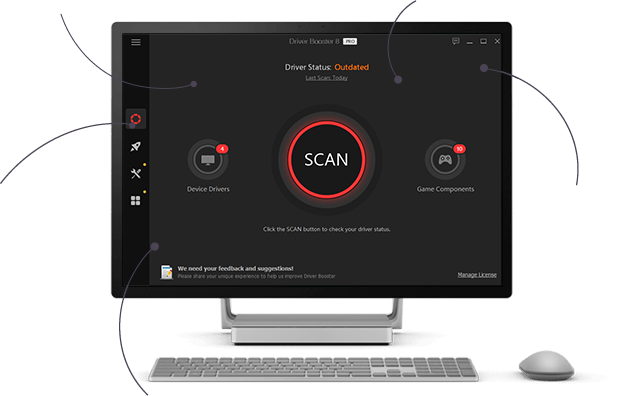 Driver Booster 8 PRO
Driver Status: Outdated
Last Scan: Today
4
SCAN
10
Device Drivers
Game Components
Click the SCAN button to check your driver status.
We need your feedback and suggestions!
Please share your unique experience to help us improve Driver Booster
Manage License